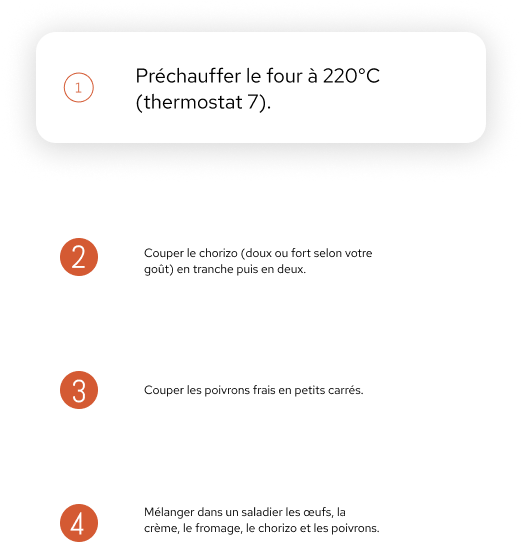 1
Préchauffer le four à 220°C
(thermostat 7).
2
Couper le chorizo (doux ou fort selon votre
goût) en tranche puis en deux.
3
Couper les poivrons frais en petits carrés.
4
Mélanger dans un saladier les œufs, la
crème, le fromage, le chorizo et les poivrons.